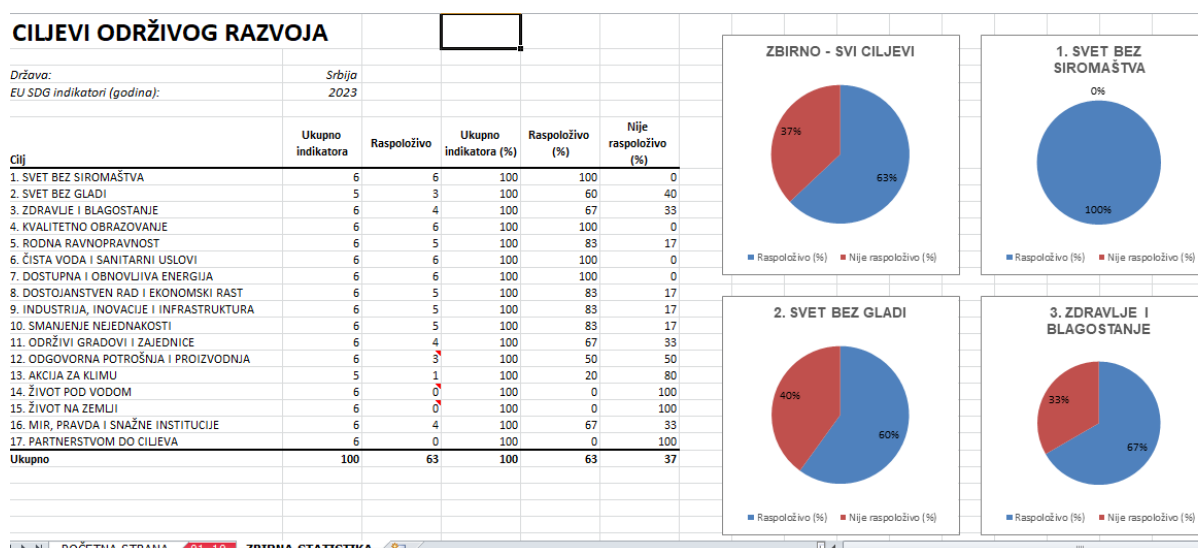 CILJEVI ODRŽIVOG RAZVOJA
Država: Srbija
EU SDG indikatori (godina): 2023
Cilj Ukupno indikatora Raspoloživo Ukupno indikatora (%) Raspoloživo (%) Nije raspoloživo (%)
1. SVET BEZ SIROMAŠTVA 6 6 100 100 0
2. SVET BEZ GLADI 5 3 100 60 40
3. ZDRAVLJE I BLAGOSTANJE 6 4 100 67 33
4. KVALITETNO OBRAZOVANJE 6 6 100 100 0
5. RODNA RAVNOPRAVNOST 6 5 100 83 17
6. ČISTA VODA I SANITARNI USLOVI 6 6 100 100 0
7. DOSTUPNA I OBNOVLJIVA ENERGIJA 6 6 100 100 0
8. DOSTOJANSTVEN RAD I EKONOMSKI RAST 6 5 100 83 17
9. INDUSTRIJA, INOVACIJE I INFRASTRUKTURA 6 5 100 83 17
10. SMANJENJE NEJEDNAKOSTI 6 5 100 83 17
11. ODRŽIVI GRADOVI I ZAJEDNICE 6 4 100 67 33
12. ODGOVORNA POTROŠNJA I PROIZVODNJA 6 3 100 50 50
13. AKCIJA ZA KLIMU 5 1 100 20 80
14. ŽIVOT POD VODOM 6 0 100 0 100
15. ŽIVOT NA ZEMLJI 6 0 100 0 100
16. MIR, PRAVDA I SNAŽNE INSTITUCIJE 6 4 100 67 33
17. PARTNERSTVOM DO CILJEVA 6 0 100 0 100
Ukupno 100 63 100 63 37
ZBIRNO - SVI CILJEVI
37%
63%
Raspoloživo (%) Nije raspoloživo (%)
1. SVET BEZ
SIROMAŠTVA
0%
100%
Raspoloživo (%) Nije raspoloživo (%)
2. SVET BEZ GLADI
40%
60%
Raspoloživo (%) Nije raspoloživo (%)
3. ZDRAVLJE I
BLAGOSTANJE
33%
67%
Raspoloživo (%) Nije raspoloživo (%)
POČETNA STRANA ZBIRNA STATISTIKA